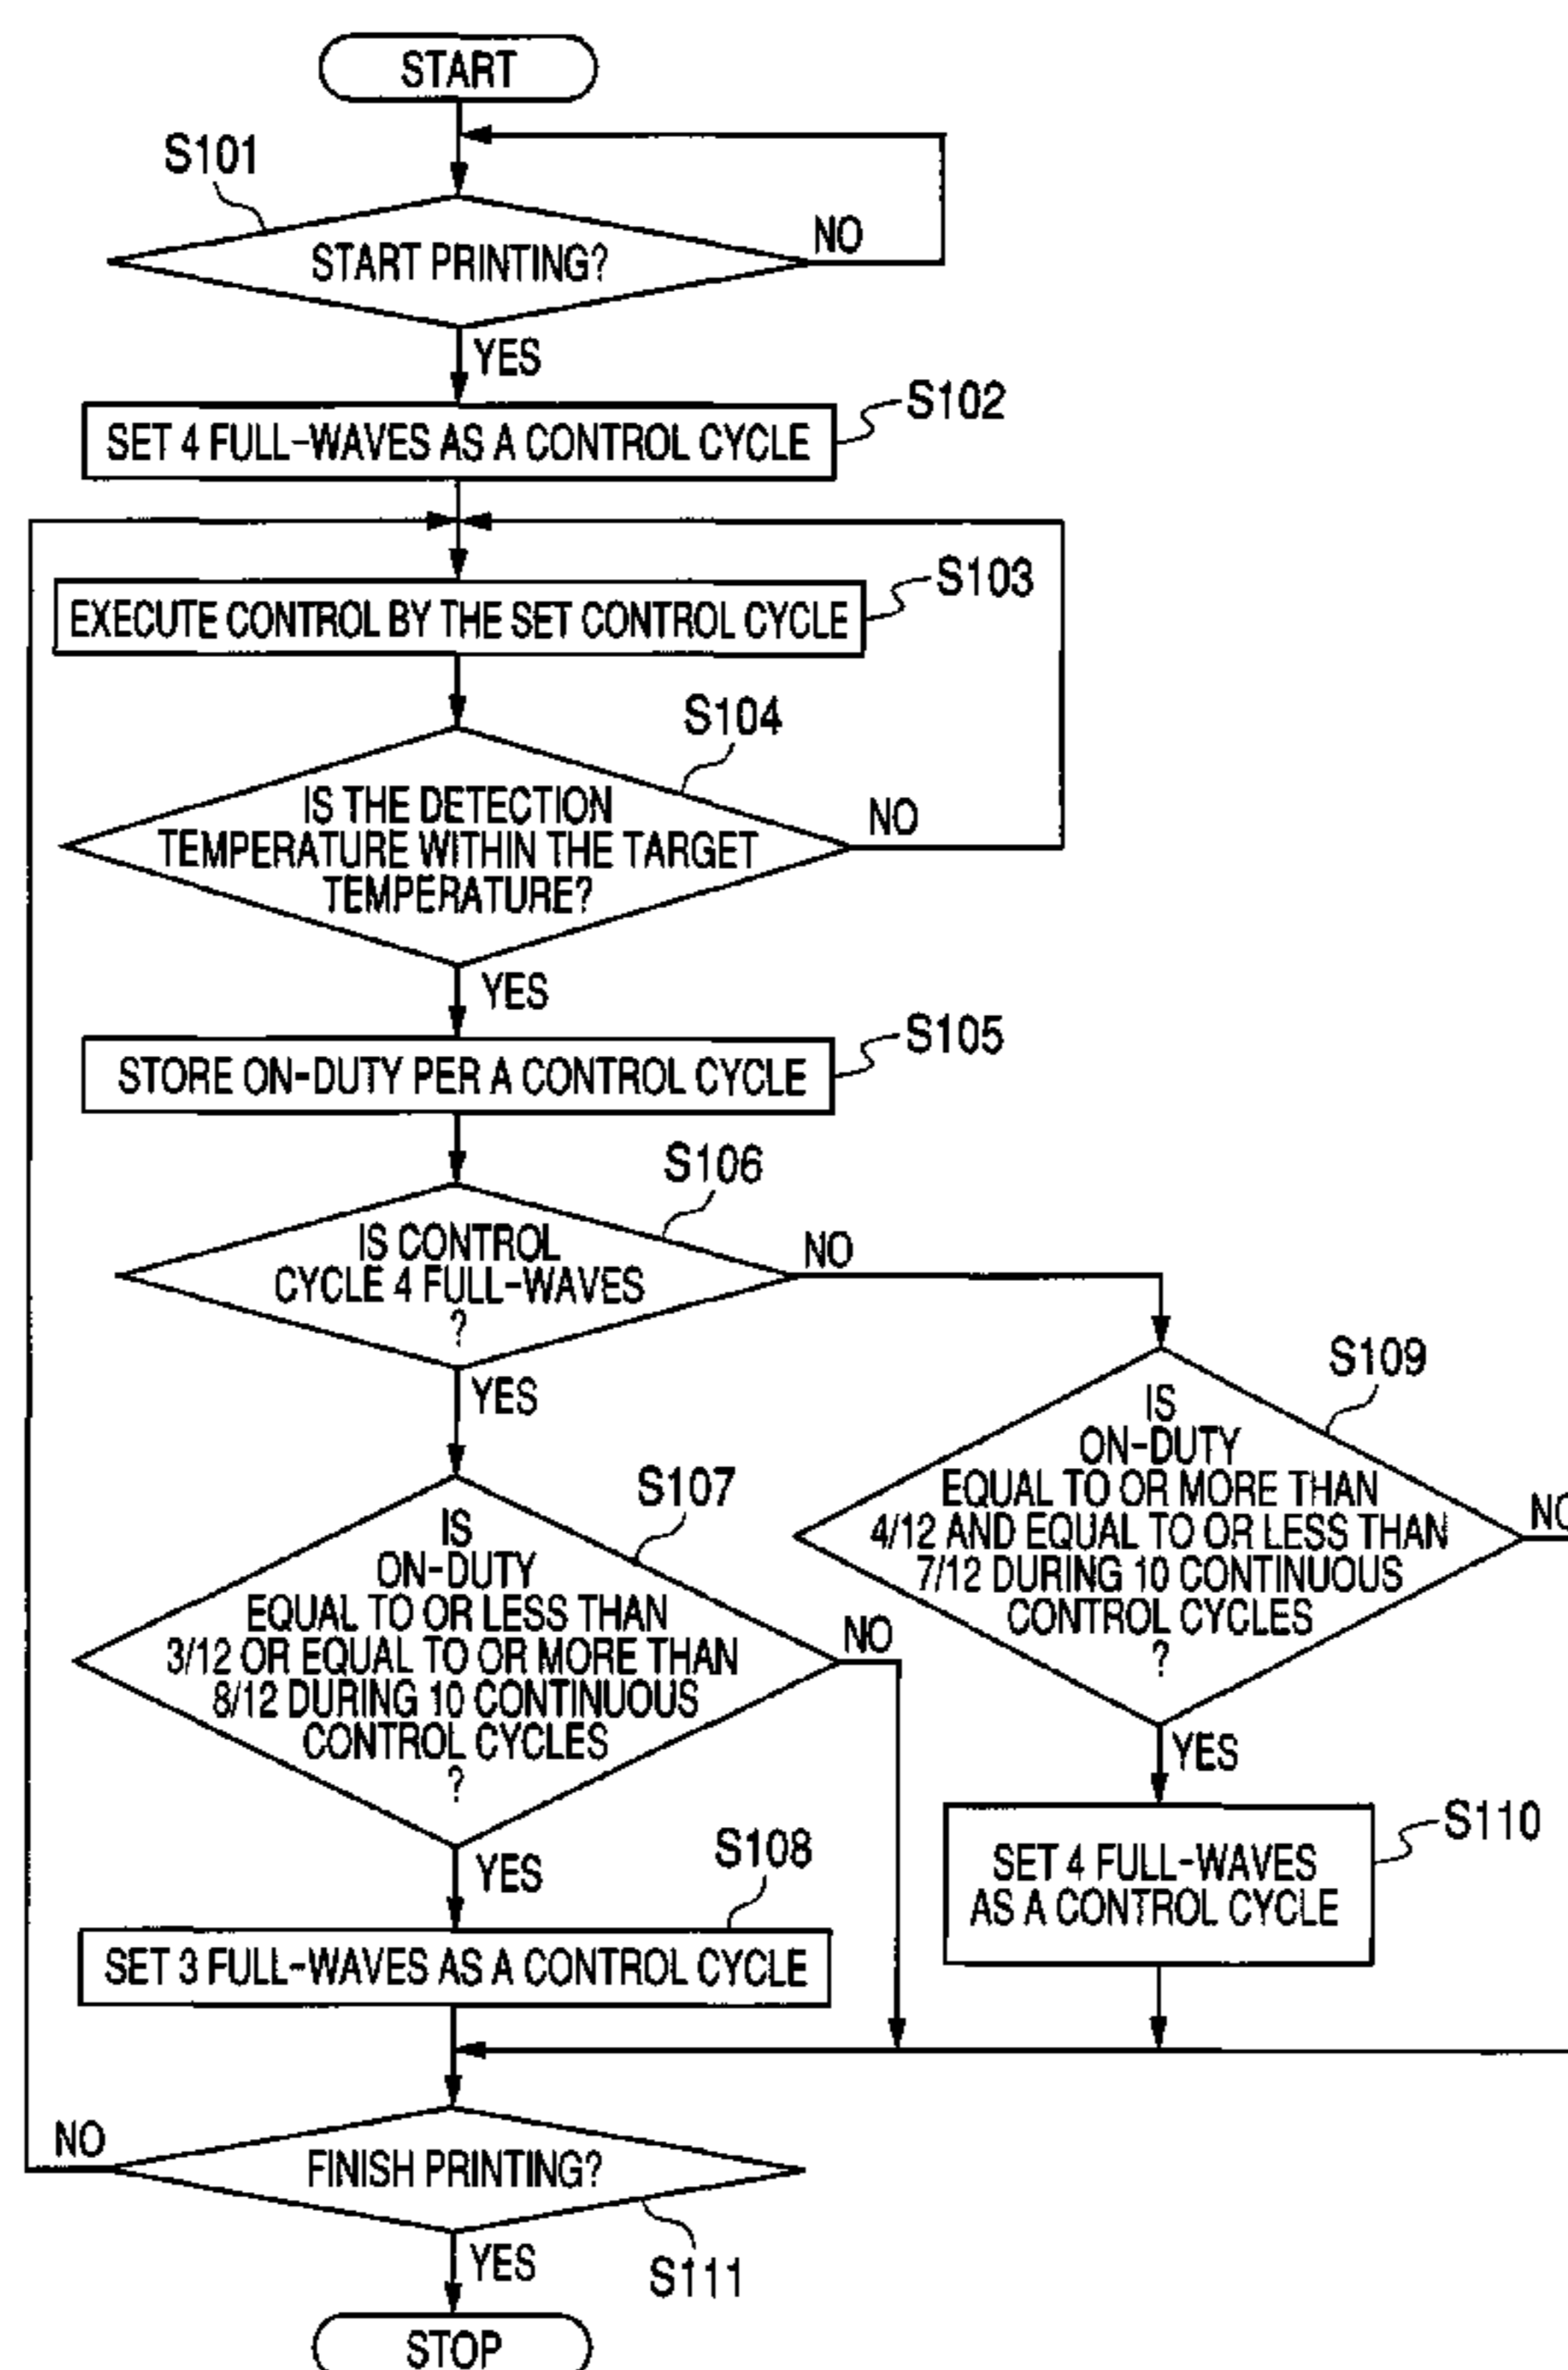 START
S101
START PRINTING?
NO
YES
S102
SET 4 FULL-WAVES AS A CONTROL CYCLE
S103
EXECUTE CONTROL BY THE SET CONTROL CYCLE
S104
IS THE DETECTION
TEMPERATURE WITHIN THE TARGET
TEMPERATURE?
NO
YES
S105
STORE ON-DUTY PER A CONTROL CYCLE
S106
IS CONTROL
CYCLE 4 FULL-WAVES
?
NO
YES
S107
IS
ON-DUTY
EQUAL TO OR LESS THAN
3/12 OR EQUAL TO OR MORE THAN
8/12 DURING 10 CONTINUOUS
CONTROL CYCLES
?
NO
YES
S109
IS
ON-DUTY
EQUAL TO OR MORE THAN
4/12 AND EQUAL TO OR LESS THAN
7/12 DURING 10 CONTINUOUS
CONTROL CYCLES
?
NO
YES
S108
SET 3 FULL-WAVES AS A CONTROL CYCLE
S110
SET 4 FULL-WAVES
AS A CONTROL CYCLE
NO
FINISH PRINTING?
YES
S111
STOP